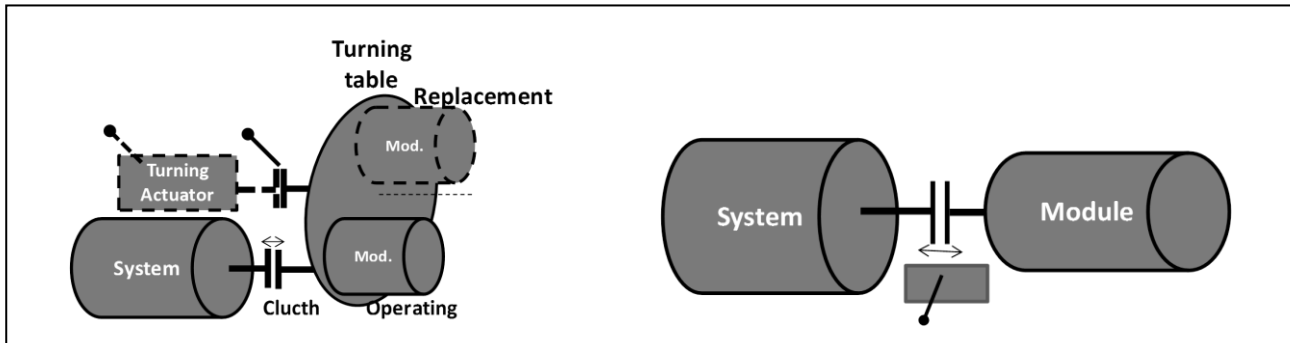 Turning
table
Replacement
Mod.
Turning
Actuator
System
Mod.
Clucth
Operating
System
Module